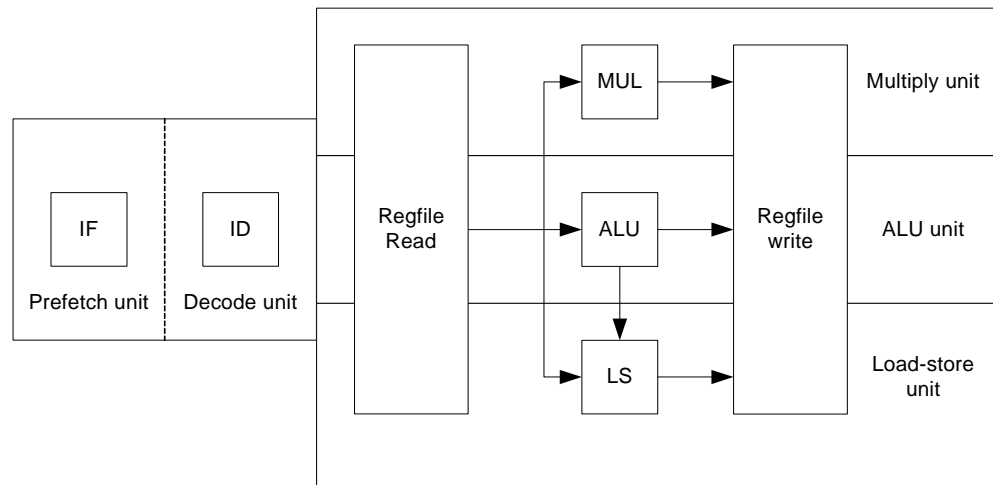 MUL
Multiply unit
IF
ID
Regfile
Read
ALU
Regfile
write
ALU unit
Prefetch unit
Decode unit
LS
Load-store
unit